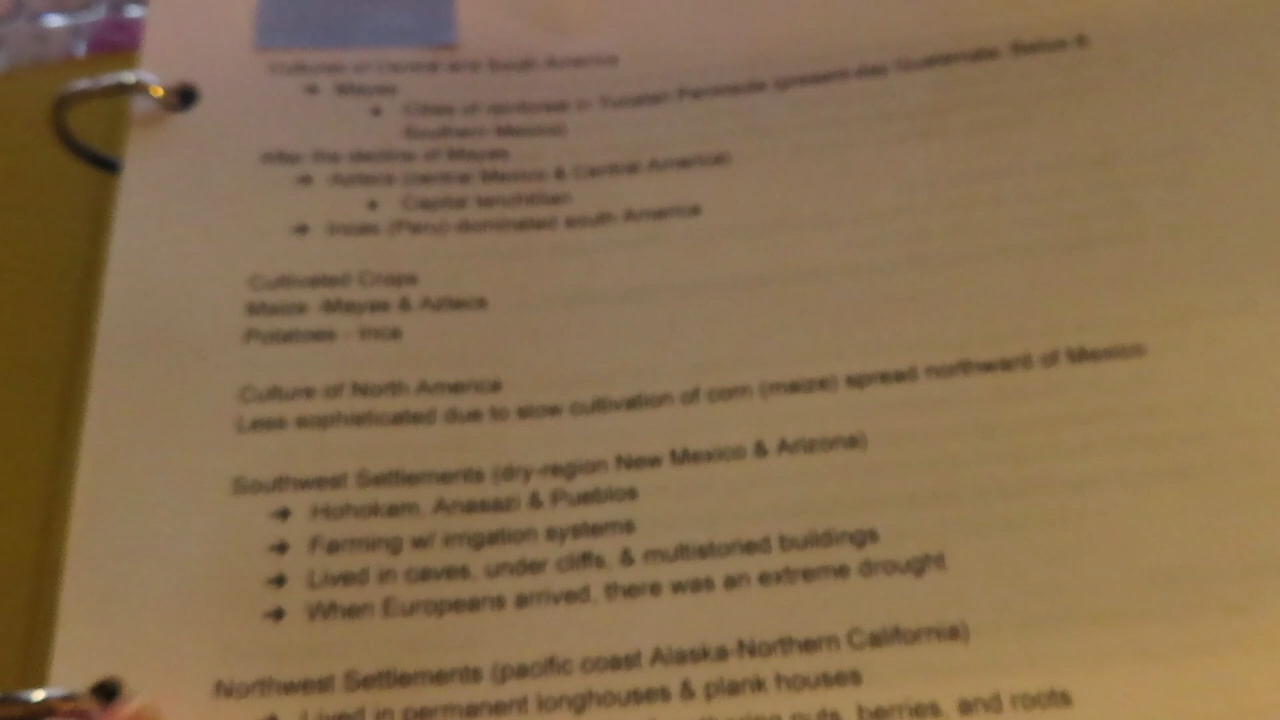 Cultures of Central and South America
➔ Mayas
● Cities of rainforest in Yucatan Peninsula (present-day Guatemala, Belize &
Southern Mexico)
After the decline of Mayas
➔ Aztecs (central Mexico & Central America)
● Capital tenchtitlan
➔ Incas (Peru)-dominated south America
Cultivated Crops
Maize -Mayas & Aztecs
Potatoes - Inca
Culture of North America
Less sophisticated due to slow cultivation of corn (maize) spread northward of Mexico
Southwest Settlements (dry-region New Mexico & Arizona)
➔ Hohokam, Anasazi & Pueblos
➔ Farming w/ irrigation systems
➔ Lived in caves, under cliffs, & multistoried buildings
➔ When Europeans arrived, there was an extreme drought
Northwest Settlements (pacific coast Alaska-Northern California)
➔ Lived in permanent longhouses & plank houses
nuts, berries, and roots